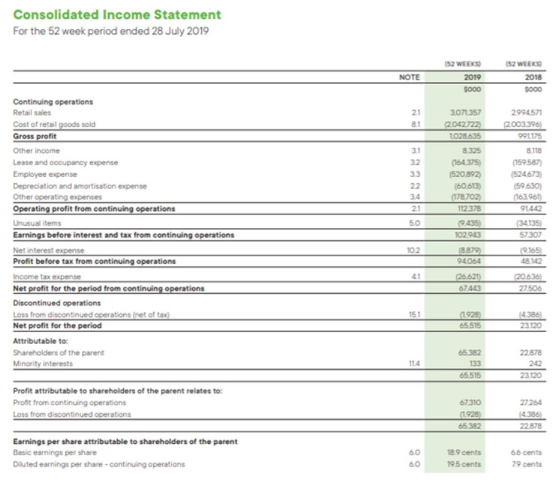 Consolidated Income Statement
For the 52 week period ended 28 July 2019
(52 WEEKS) (52 WEEKS)
NOTE 2019 2018
$000 $000
Continuing operations
Retail sales 2.1 3,071,357 2,994,571
Cost of retail goods sold 8.1 (2,042,722) (2,003,396)
Gross profit 1,028,635 991,175
Other income 3.1 8,325 8,118
Lease and occupancy expense 3.2 (164,375) (159,587)
Employee expense 3.3 (520,892) (524,673)
Depreciation and amortisation expense 2.2 (60,613) (59,630)
Other operating expenses 3.4 (178,702) (163,961)
Operating profit from continuing operations 2.1 112,378 91,442
Unusual items 5.0 (9,435) (34,135)
Earnings before interest and tax from continuing operations 102,943 57,307
Net interest expense 10.2 (8,879) (9,165)
Profit before tax from continuing operations 94,064 48,142
Income tax expense 4.1 (26,621) (20,636)
Net profit for the period from continuing operations 67,443 27,506
Discontinued operations
Loss from discontinued operations (net of tax) 15.1 (1,928) (4,386)
Net profit for the period 65,515 23,120
Attributable to:
Shareholders of the parent 65,382 22,878
Minority interests 11.4 133 242
65,515 23,120
Profit attributable to shareholders of the parent relates to:
Profit from continuing operations 67,310 27,264
Loss from discontinued operations (1,928) (4,386)
65,382 22,878
Earnings per share attributable to shareholders of the parent
Basic earnings per share 6.0 18.9 cents 6.6 cents
Diluted earnings per share - continuing operations 6.0 19.5 cents 7.9 cents